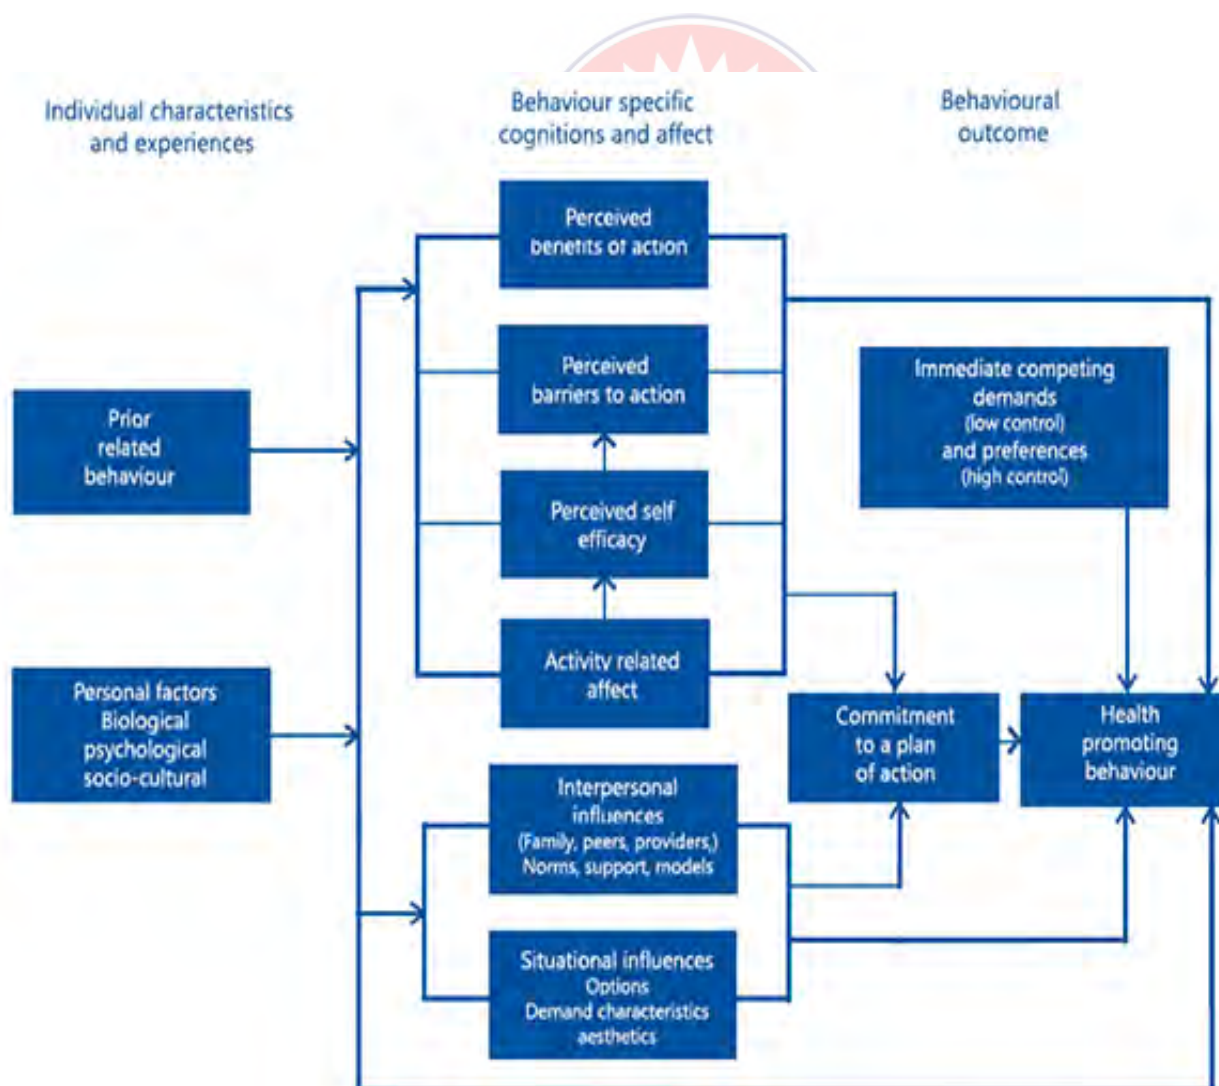 Individual characteristics
and experiences
Behaviour specific
cognitions and affect
Behavioural
outcome
Perceived
benefits of action
Perceived
barriers to action
Immediate competing
demands
(low control)
and preferences
(high control)
Prior
related
behaviour
Perceived self
efficacy
Activity related
affect
Personal factors
Biological
psychological
socio-cultural
Commitment
to a plan
of action
Health
promoting
behaviour
Interpersonal
influences
(Family, peers, providers,)
Norms, support, models
Situational influences
Options
Demand characteristics
aesthetics